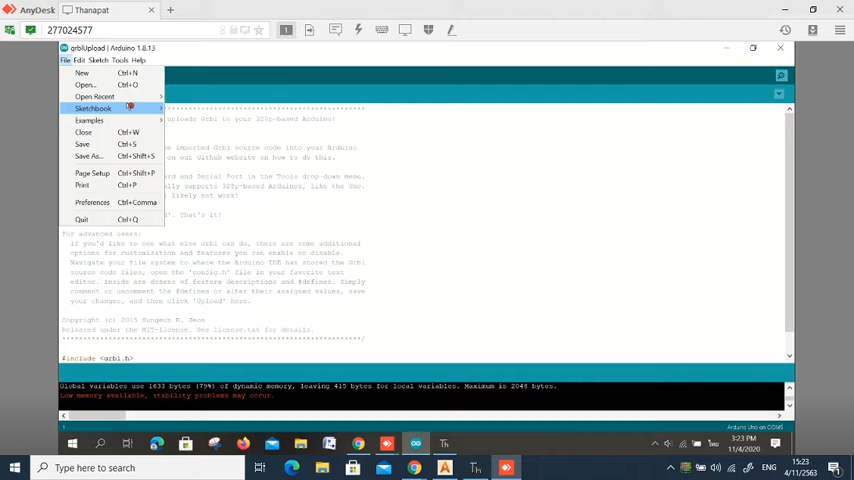 AnyDesk
Thanapat
277024577
1
grblUpload | Arduino 1.8.13
File Edit Sketch Tools Help
New Ctrl+N
Open... Ctrl+O
Open Recent
Sketchbook
Examples
Close Ctrl+W
Save Ctrl+S
Save As... Ctrl+Shift+S
Page Setup Ctrl+Shift+P
Print Ctrl+P
Preferences Ctrl+Comma
Quit Ctrl+Q
************************************************
uploads Grbl to your 328p-based Arduino!
ve imported Grbl source code into your Arduino
on our Github website on how to do this.
ard and Serial Port in the Tools drop-down menu.
ally supports 328p-based Arduinos, like the Uno.
l likely not work!
d'. That's it!
For advanced users:
If you'd like to see what else Grbl can do, there are some additional
options for customization and features you can enable or disable.
Navigate your file system to where the Arduino IDE has stored the Grbl
source code files, open the 'config.h' file in your favorite text
editor. Inside are dozens of feature descriptions and #defines. Simply
comment or uncomment the #defines or alter their assigned values, save
your changes, and then click 'Upload' here.
Copyright (c) 2015 Sungeun K. Jeon
Released under the MIT-license. See license.txt for details.
***********************************************************************/
#include <grbl.h>
Global variables use 1633 bytes (79%) of dynamic memory, leaving 415 bytes for local variables. Maximum is 2048 bytes.
Low memory available, stability problems may occur.
1
Arduino Uno on COM5
Th
ไทย
3:23 PM
11/4/2020
Type here to search
Th
ENG
15:23
4/11/2563